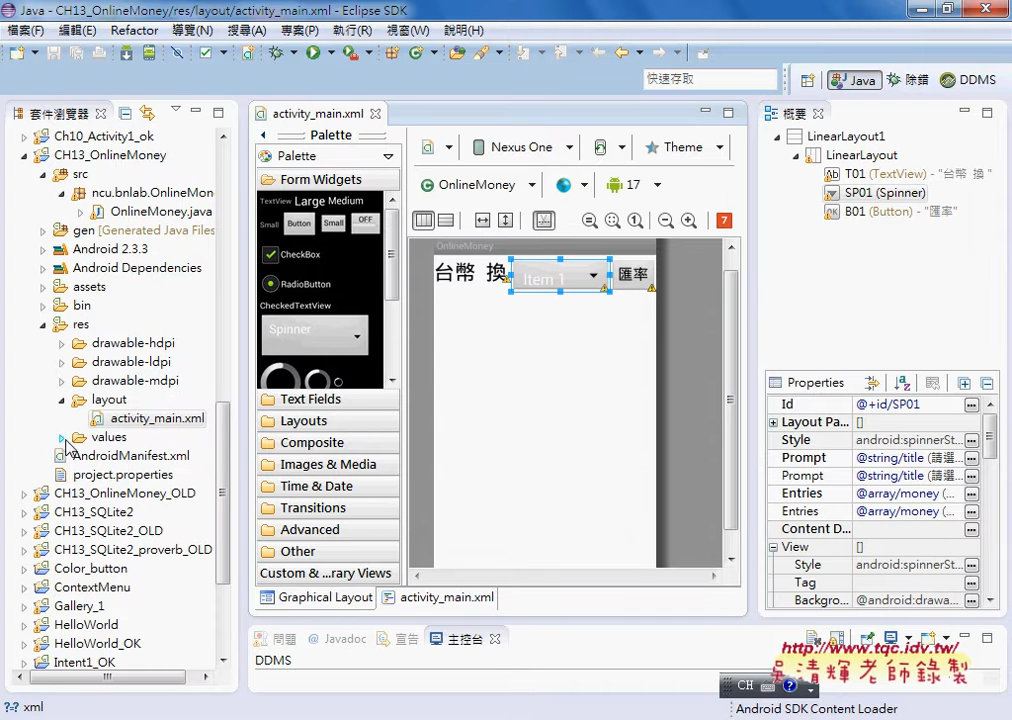 Java - CH13_OnlineMoney/res/layout/activity_main.xml - Eclipse SDK
檔案(F) 編輯(E) Refactor 導覽(N) 搜尋(A) 專案(P) 執行(R) 視窗(W) 說明(H)
快速存取
Java 除錯 DDMS
套件瀏覽器
Ch10_Activity1_ok
CH13_OnlineMoney
src
ncu.bnlab.OnlineMon
OnlineMoney.java
gen [Generated Java Files
Android 2.3.3
Android Dependencies
assets
bin
res
drawable-hdpi
drawable-ldpi
drawable-mdpi
layout
activity_main.xml
values
AndroidManifest.xml
project.properties
CH13_OnlineMoney_OLD
CH13_SQLite2
CH13_SQLite2_OLD
CH13_SQLite2_proverb_OLD
Color_button
ContextMenu
Gallery_1
HelloWorld
HelloWorld_OK
Intent1_OK
activity_main.xml
Palette
Palette
Form Widgets
TextView Large Medium
Small Button Small OFF
CheckBox
RadioButton
CheckedTextView
Spinner
Text Fields
Layouts
Composite
Images & Media
Time & Date
Transitions
Advanced
Other
Custom & ...rary Views
Nexus One Theme
OnlineMoney 17
7
OnlineMoney
台幣 換 Item 1 匯率
Graphical Layout activity_main.xml
概要
LinearLayout1
LinearLayout
T01 (TextView) - "台幣 換 "
SP01 (Spinner)
B01 (Button) - "匯率"
Properties
Id @+id/SP01
Layout Pa... []
Style android:spinnerSt...
Prompt @string/title (請選...
Prompt @string/title (請選...
Entries @array/money (...
Entries @array/money (...
Content D...
View []
Style android:spinnerSt...
Tag
Backgro... @android:drawa...
問題 @ Javadoc 宣告 主控台
DDMS
http://www.tqc.idv.tw/
吳清輝老師錄製
CH
xml
Android SDK Content Loader